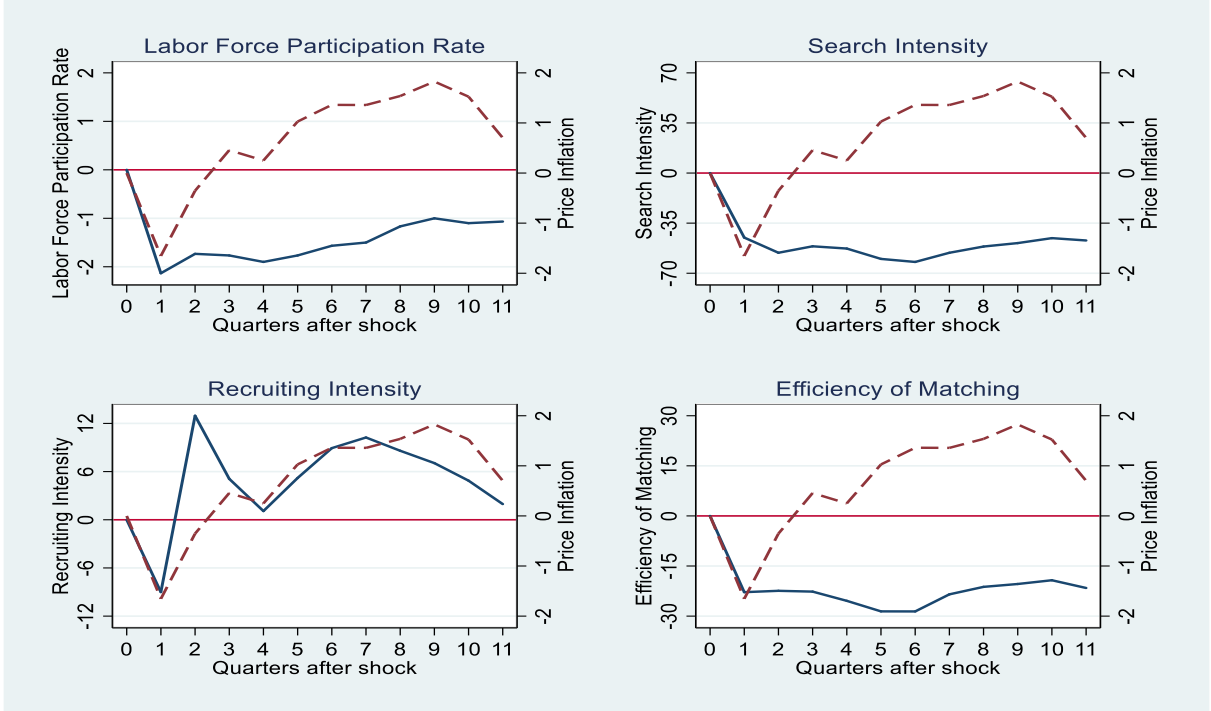 Labor Force Participation Rate
Labor Force Participation Rate
2
1
0
-1
-2
2
1
0
-1
-2
Price Inflation
0 1 2 3 4 5 6 7 8 9 10 11
Quarters after shock
Search Intensity
Search Intensity
70
35
0
-35
-70
2
1
0
-1
-2
Price Inflation
0 1 2 3 4 5 6 7 8 9 10 11
Quarters after shock
Recruiting Intensity
Recruiting Intensity
12
6
0
-6
-12
2
1
0
-1
-2
Price Inflation
0 1 2 3 4 5 6 7 8 9 10 11
Quarters after shock
Efficiency of Matching
Efficiency of Matching
30
15
0
-15
-30
2
1
0
-1
-2
Price Inflation
0 1 2 3 4 5 6 7 8 9 10 11
Quarters after shock